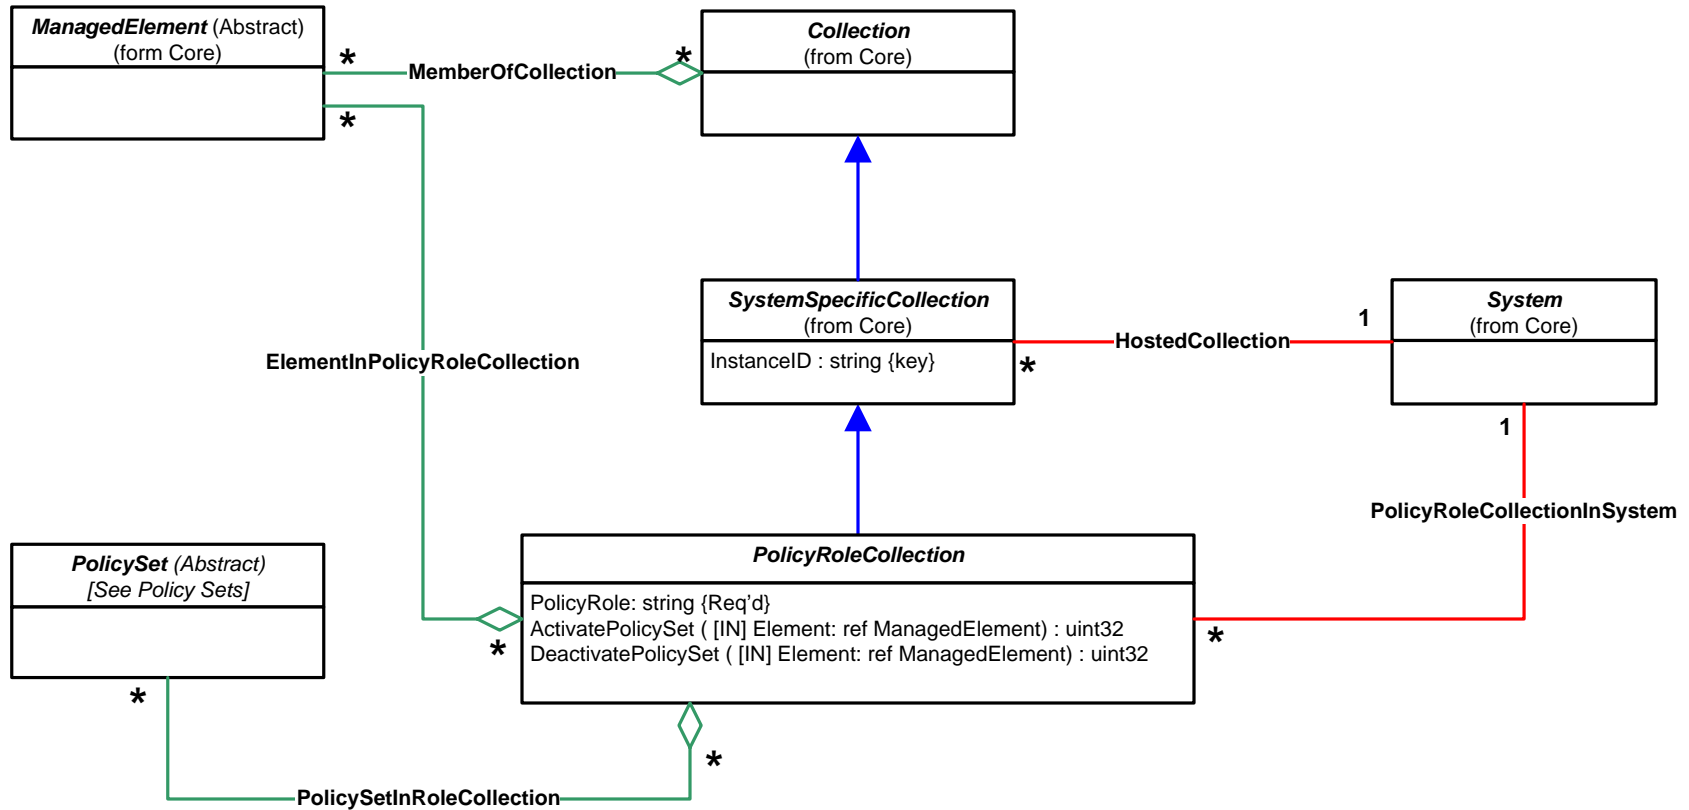 ManagedElement (Abstract)
(form Core)
*
MemberOfCollection
*
Collection
(from Core)
*
SystemSpecificCollection
(from Core)
InstanceID : string {key}
*
HostedCollection
1
System
(from Core)
ElementInPolicyRoleCollection
1
PolicyRoleCollectionInSystem
PolicySet (Abstract)
[See Policy Sets]
*
PolicyRoleCollection
PolicyRole: string {Req’d}
ActivatePolicySet ( [IN] Element: ref ManagedElement) : uint32
DeactivatePolicySet ( [IN] Element: ref ManagedElement) : uint32
*
*
*
PolicySetInRoleCollection